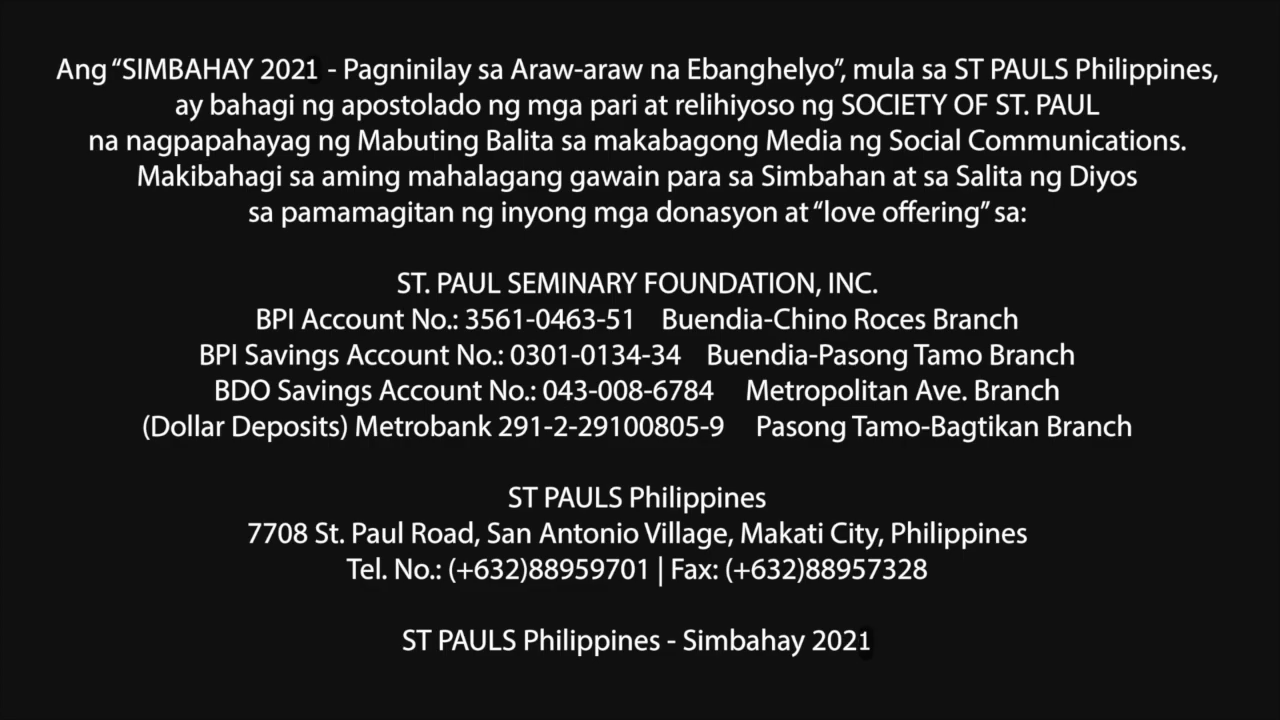 Ang “SIMBAHAY 2021 - Pagninilay sa Araw-araw na Ebanghelyo”, mula sa ST PAULS Philippines,
ay bahagi ng apostolado ng mga pari at relihiyoso ng SOCIETY OF ST. PAUL
na nagpapahayag ng Mabuting Balita sa makabagong Media ng Social Communications.
Makibahagi sa aming mahalagang gawain para sa Simbahan at sa Salita ng Diyos
sa pamamagitan ng inyong mga donasyon at “love offering” sa:
ST. PAUL SEMINARY FOUNDATION, INC.
BPI Account No.: 3561-0463-51 Buendia-Chino Roces Branch
BPI Savings Account No.: 0301-0134-34 Buendia-Pasong Tamo Branch
BDO Savings Account No.: 043-008-6784 Metropolitan Ave. Branch
(Dollar Deposits) Metrobank 291-2-29100805-9 Pasong Tamo-Bagtikan Branch
ST PAULS Philippines
7708 St. Paul Road, San Antonio Village, Makati City, Philippines
Tel. No.: (+632)88959701 | Fax: (+632)88957328
ST PAULS Philippines - Simbahay 2021